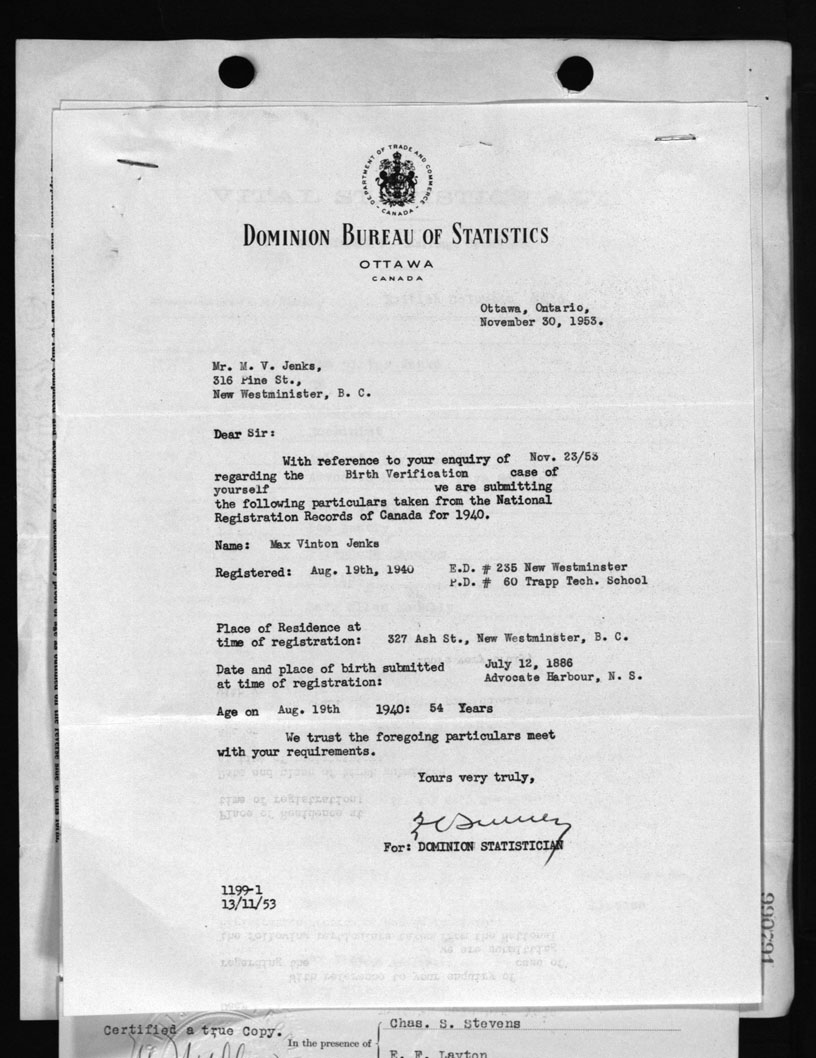 DEPARTMENT OF TRADE AND COMMERCE
CANADA
DOMINION BUREAU OF STATISTICS
OTTAWA
CANADA
Ottawa, Ontario,
November 30, 1953.
Mr. M. V. Jenks,
316 Pine St.,
New Westminister, B. C.
Dear Sir:
With reference to your enquiry of Nov. 23/53
regarding the Birth Verification case of
yourself we are submitting
the following particulars taken from the National
Registration Records of Canada for 1940.
Name: Max Vinton Jenks
Registered: Aug. 19th, 1940 E.D. # 235 New Westminster
P.D. # 60 Trapp Tech. School
Place of Residence at
time of registration: 327 Ash St., New Westminster, B. C.
Date and place of birth submitted July 12, 1886
at time of registration: Advocate Harbour, N. S.
Age on Aug. 19th 1940: 54 Years
We trust the foregoing particulars meet
with your requirements.
Yours very truly,
For: DOMINION STATISTICIAN
1199-1
13/11/53
Certified a true Copy.
In the presence of
Chas. S. Stevens
E. F. Layton